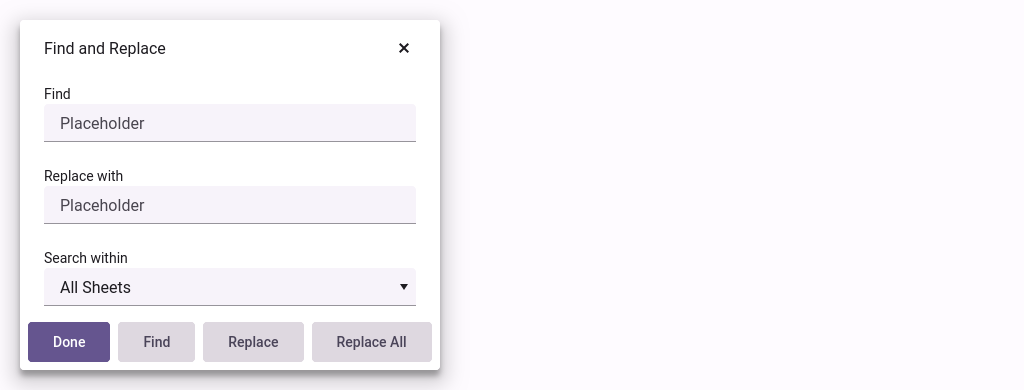 Find and Replace
Find
Placeholder
Replace with
Placeholder
Search within
All Sheets
Done Find Replace Replace All